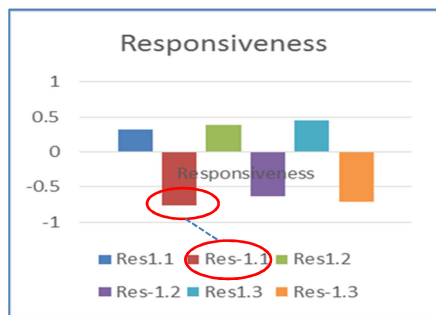 Responsiveness
1
0.5
0
-0.5
-1
Responsiveness
Res1.1 Res-1.1 Res1.2
Res-1.2 Res1.3 Res-1.3